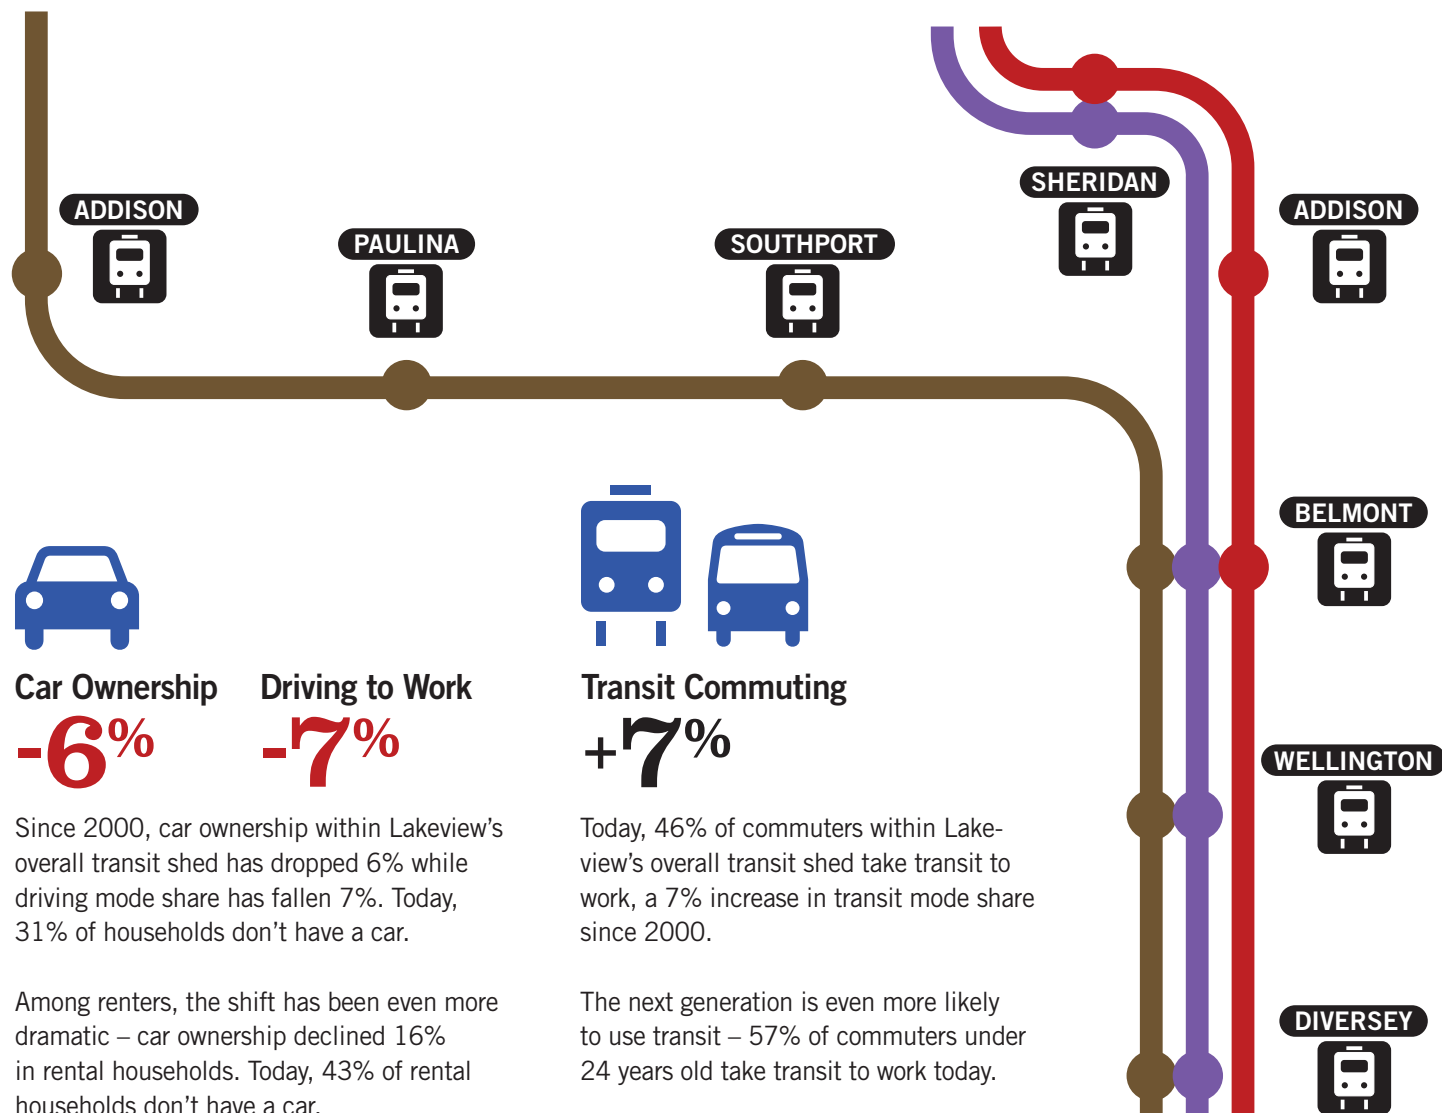 SHERIDAN
ADDISON
ADDISON
PAULINA
SOUTHPORT
BELMONT
WELLINGTON
DIVERSEY
Car Ownership
-6%
Driving to Work
-7%
Since 2000, car ownership within Lakeview’s
overall transit shed has dropped 6% while
driving mode share has fallen 7%. Today,
31% of households don’t have a car.
Among renters, the shift has been even more
dramatic – car ownership declined 16%
in rental households. Today, 43% of rental
households don’t have a car.
Transit Commuting
+7%
Today, 46% of commuters within Lake-
view’s overall transit shed take transit to
work, a 7% increase in transit mode share
since 2000.
The next generation is even more likely
to use transit – 57% of commuters under
24 years old take transit to work today.